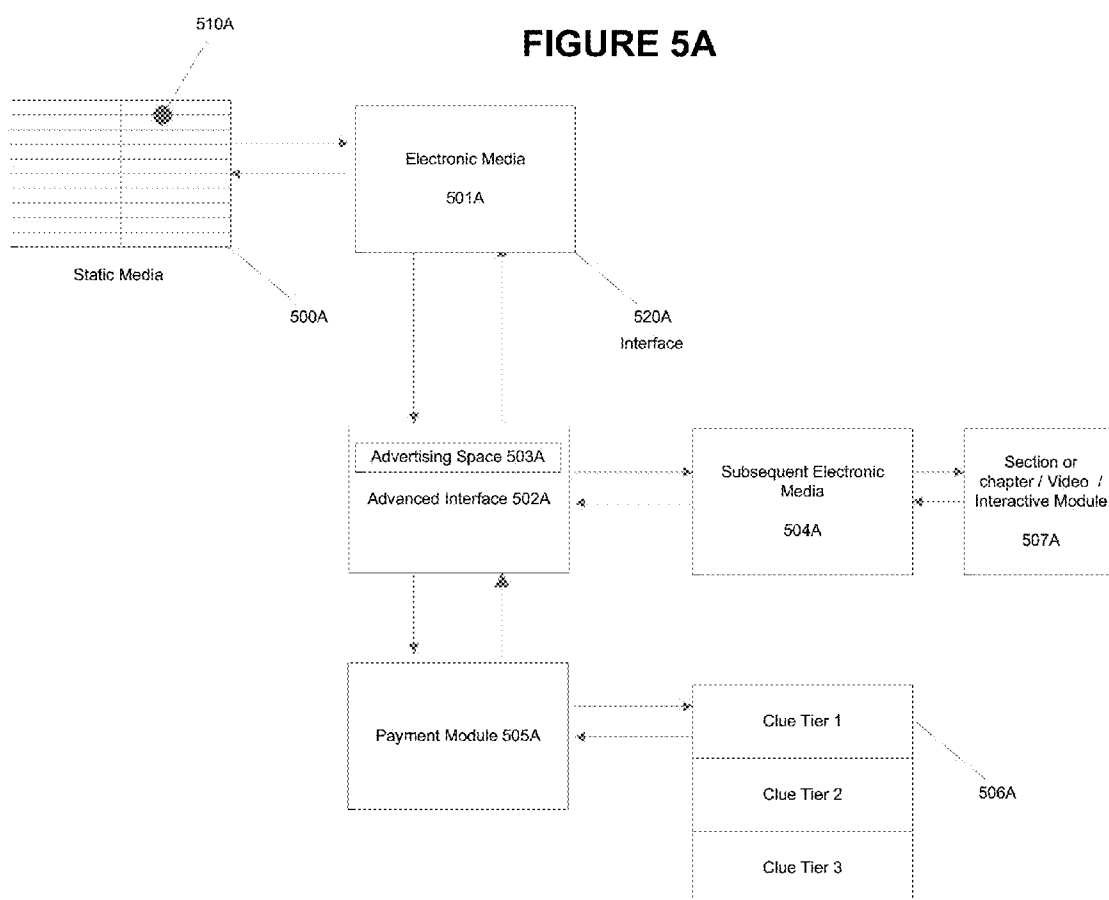 510A
FIGURE 5A
Electronic Media
501A
Static Media
500A
520A
Interface
Advertising Space 503A
Advanced Interface 502A
Subsequent Electronic
Media
504A
Section or
chapter / Video /
Interactive Module
507A
Payment Module 505A
Clue Tier 1
Clue Tier 2
Clue Tier 3
506A